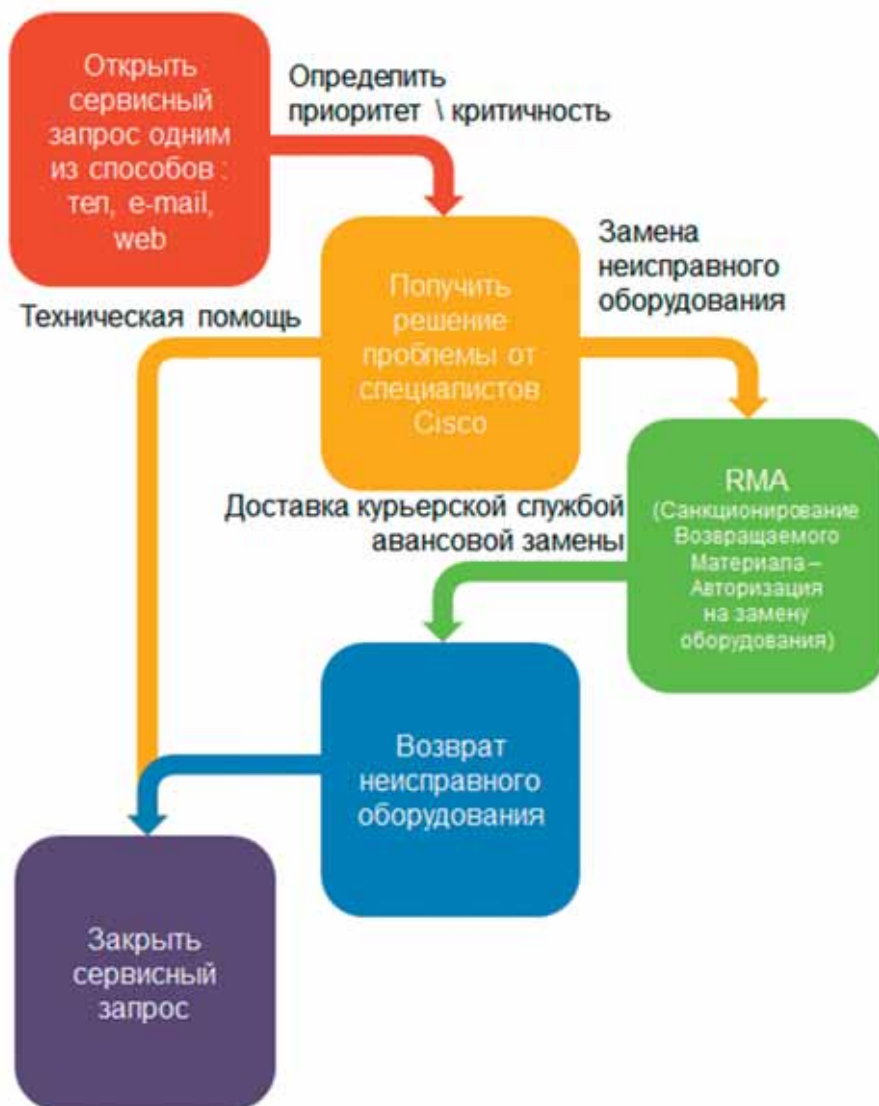 Открыть
сервисный
запрос одним
из способов :
тел, e-mail,
web
Определить
приоритет \ критичность
Получить
решение
проблемы от
специалистов
Cisco
Замена
неисправного
оборудования
Техническая помощь
RMA
(Санкционирование
Возвращаемого
Материала –
Авторизация
на замену
оборудования)
Доставка курьерской службой
авансовой замены
Возврат
неисправного
оборудования
Закрыть
сервисный
запрос